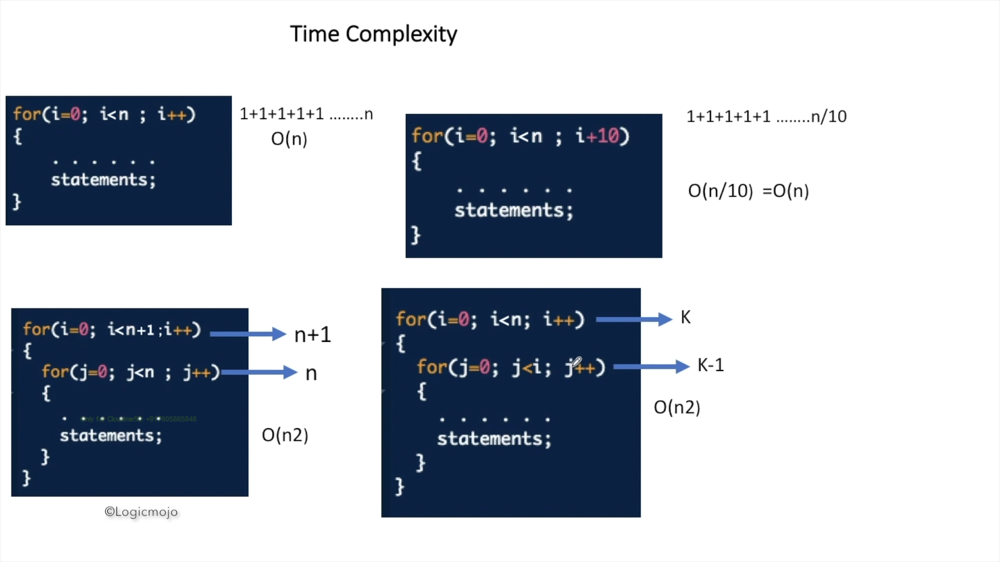 Time Complexity
for(i=0; i<n ; i++)
{
. . . . . .
statements;
}
1+1+1+1+1 ........n
O(n)
for(i=0; i<n ; i+10)
{
. . . . . .
statements;
}
1+1+1+1+1 ........n/10
O(n/10) =O(n)
for(i=0; i<n+1 ;i++)
n+1
{
for(j=0; j<n ; j++)
n
{
. . . . . .
statements;
}
}
O(n2)
for(i=0; i<n; i++)
K
{
for(j=0; j<i; j++)
K-1
{
. . . . . .
statements;
}
}
O(n2)
©Logicmojo